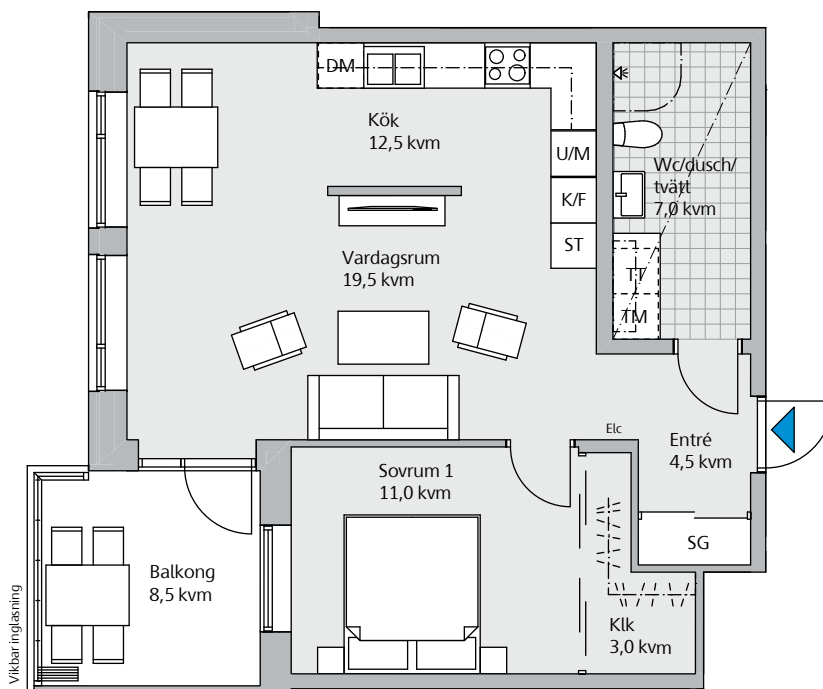 DM
Kök
12,5 kvm
U/M
K/F
ST
Wc/dusch/
tvätt
7,0 kvm
Vardagsrum
19,5 kvm
TT
TM
Elc
Entré
4,5 kvm
Sovrum 1
11,0 kvm
SG
Balkong
8,5 kvm
Klk
3,0 kvm
Vikbar inglasning